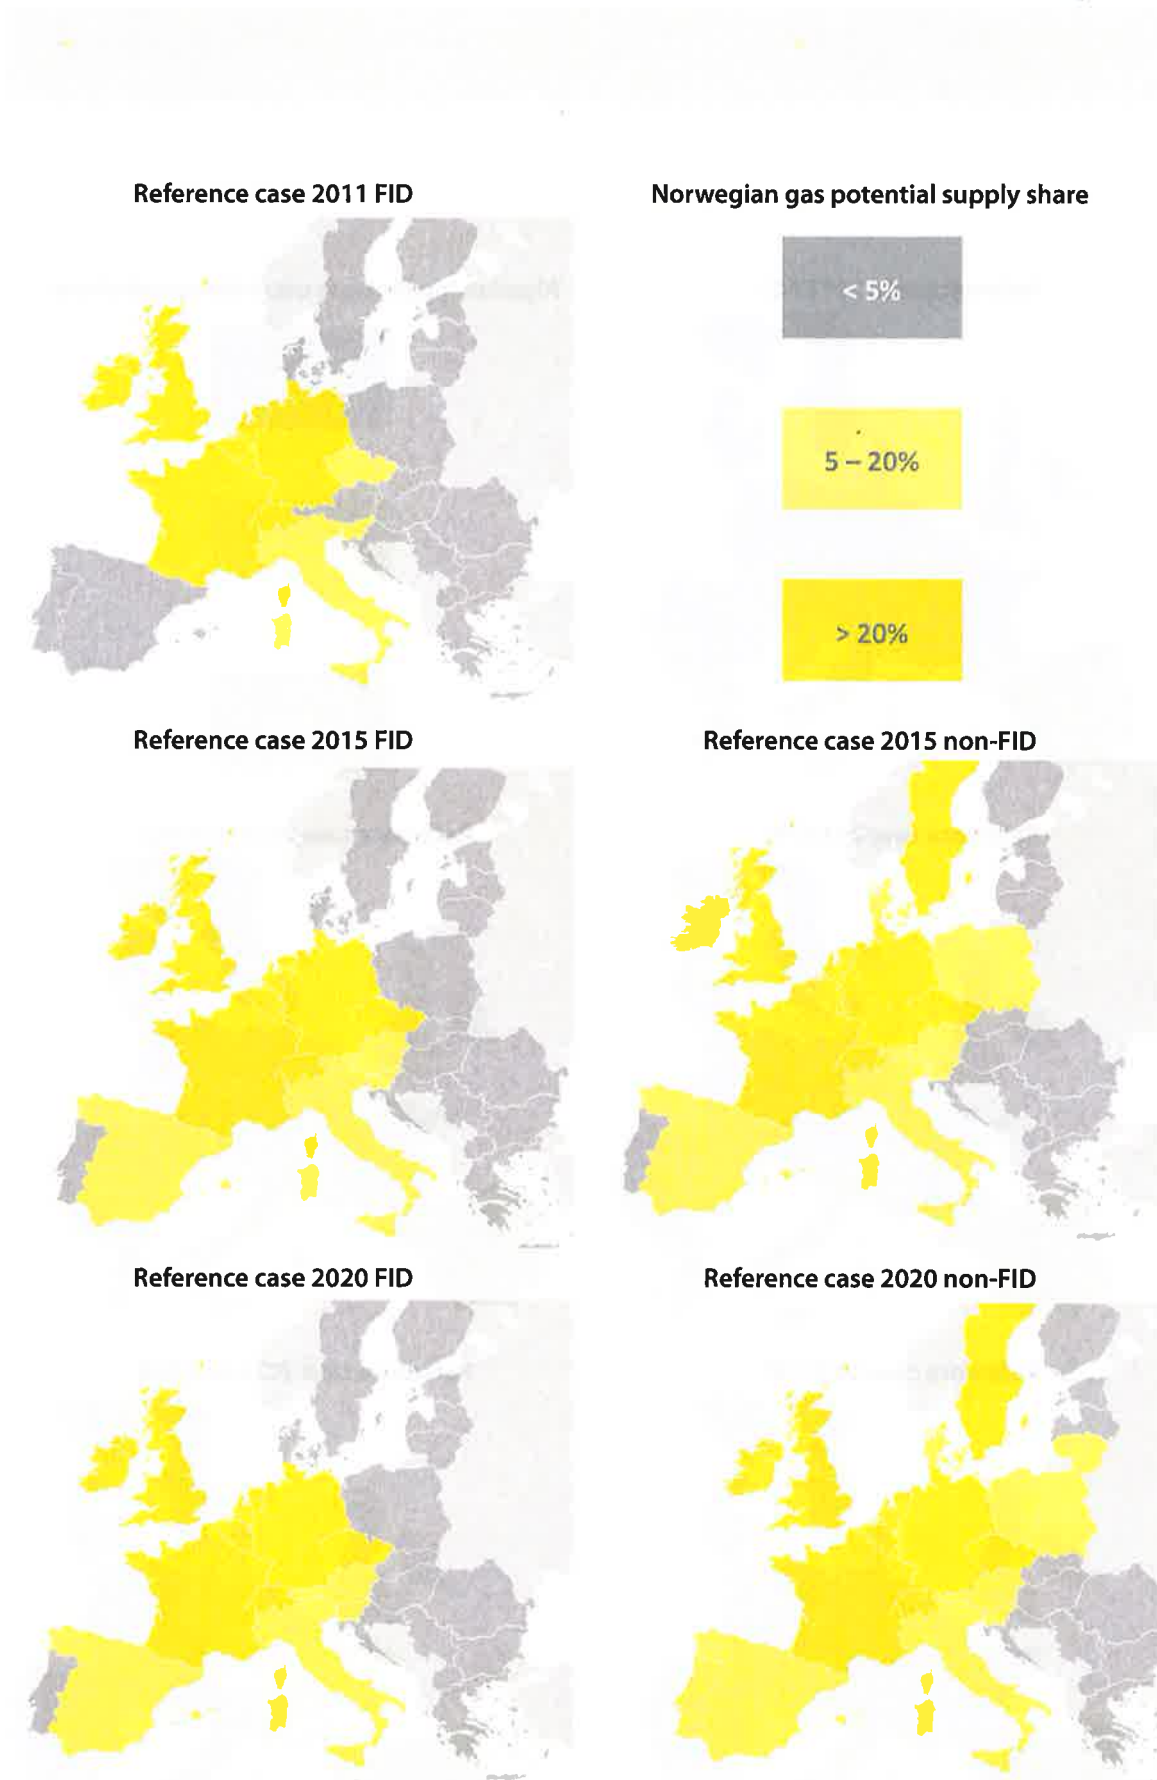 Reference case 2011 FID
Norwegian gas potential supply share
< 5%
5 – 20%
> 20%
Reference case 2015 FID
Reference case 2015 non-FID
Reference case 2020 FID
Reference case 2020 non-FID